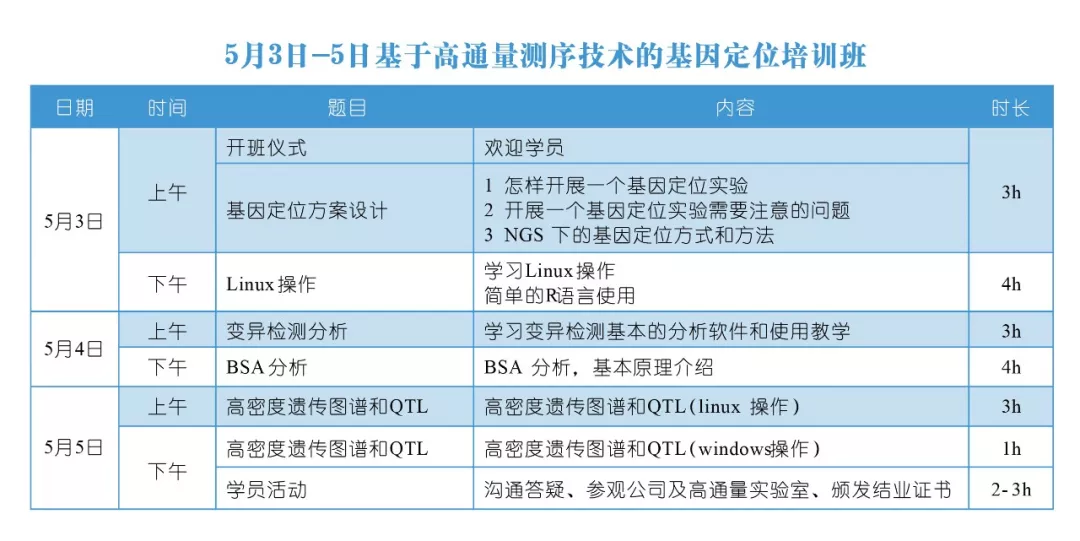 5月3日-5日基于高通量测序技术的基因定位培训班
日期 时间 题目 内容 时长
5月3日 上午 开班仪式 欢迎学员 3h
基因定位方案设计 1 怎样开展一个基因定位实验
2 开展一个基因定位实验需要注意的问题
3 NGS 下的基因定位方式和方法
下午 Linux操作 学习Linux操作 4h
简单的R语言使用
5月4日 上午 变异检测分析 学习变异检测基本的分析软件和使用教学 3h
下午 BSA分析 BSA 分析，基本原理介绍 4h
5月5日 上午 高密度遗传图谱和QTL 高密度遗传图谱和QTL(linux 操作) 3h
下午 高密度遗传图谱和QTL 高密度遗传图谱和QTL(windows操作) 1h
学员活动 沟通答疑、参观公司及高通量实验室、颁发结业证书 2-3h